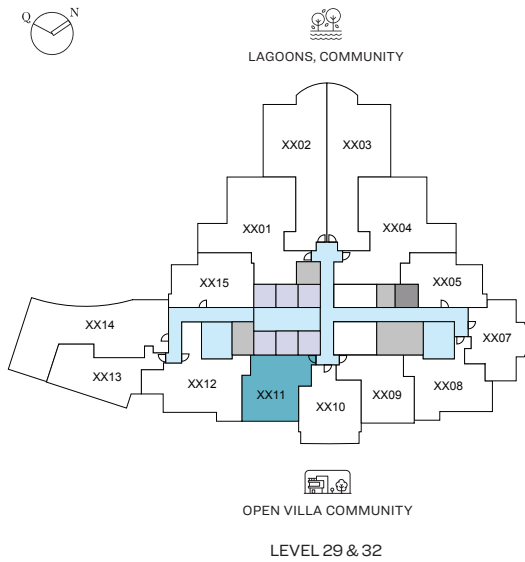 Q N
LAGOONS, COMMUNITY
XX02 XX03
XX01 XX04
XX15 XX05
XX14 XX07
XX13 XX12 XX08
XX11 XX10 XX09
OPEN VILLA COMMUNITY
LEVEL 29 & 32